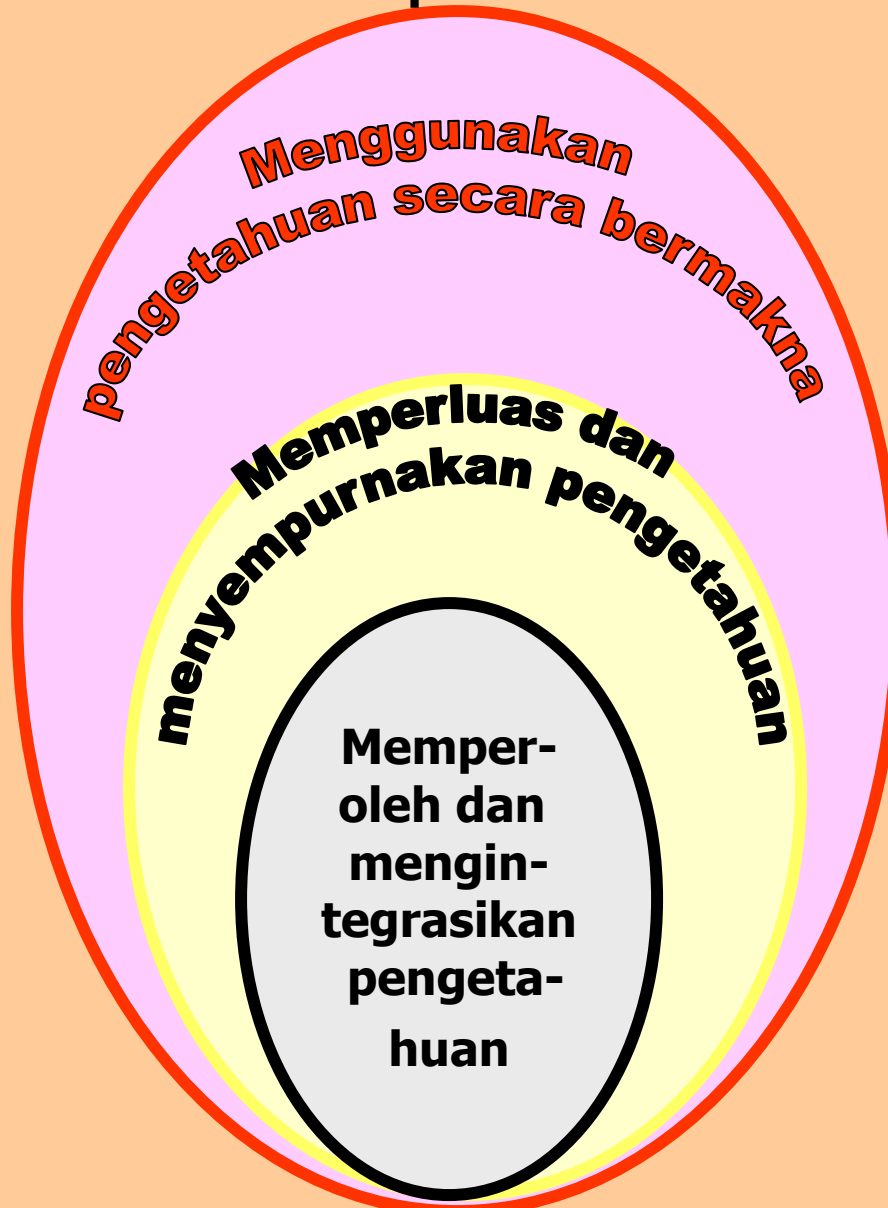 Menggunakan
pengetahuan secara bermakna
Memperluas dan
menyempurnakan pengetahuan
Memper-
oleh dan
mengin-
tegrasikan
pengeta-
huan